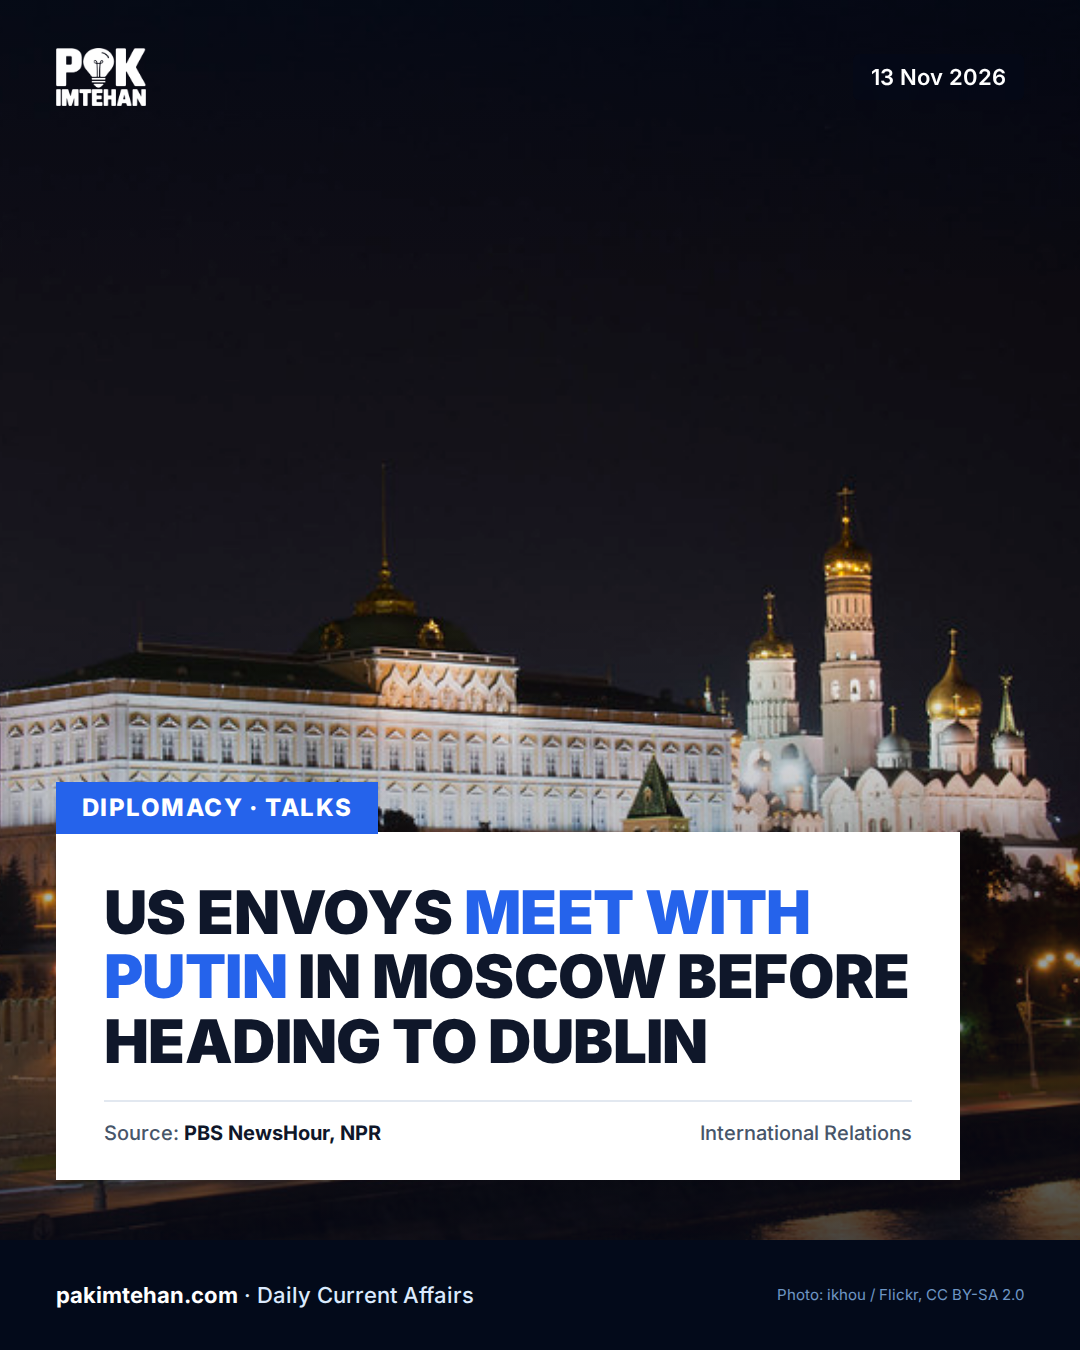 PAK
IMTEHAN
13 Nov 2026
DIPLOMACY · TALKS
US ENVOYS MEET WITH
PUTIN IN MOSCOW BEFORE
HEADING TO DUBLIN
Source: PBS NewsHour, NPR
International Relations
pakimtehan.com · Daily Current Affairs
Photo: ikhou / Flickr, CC BY-SA 2.0